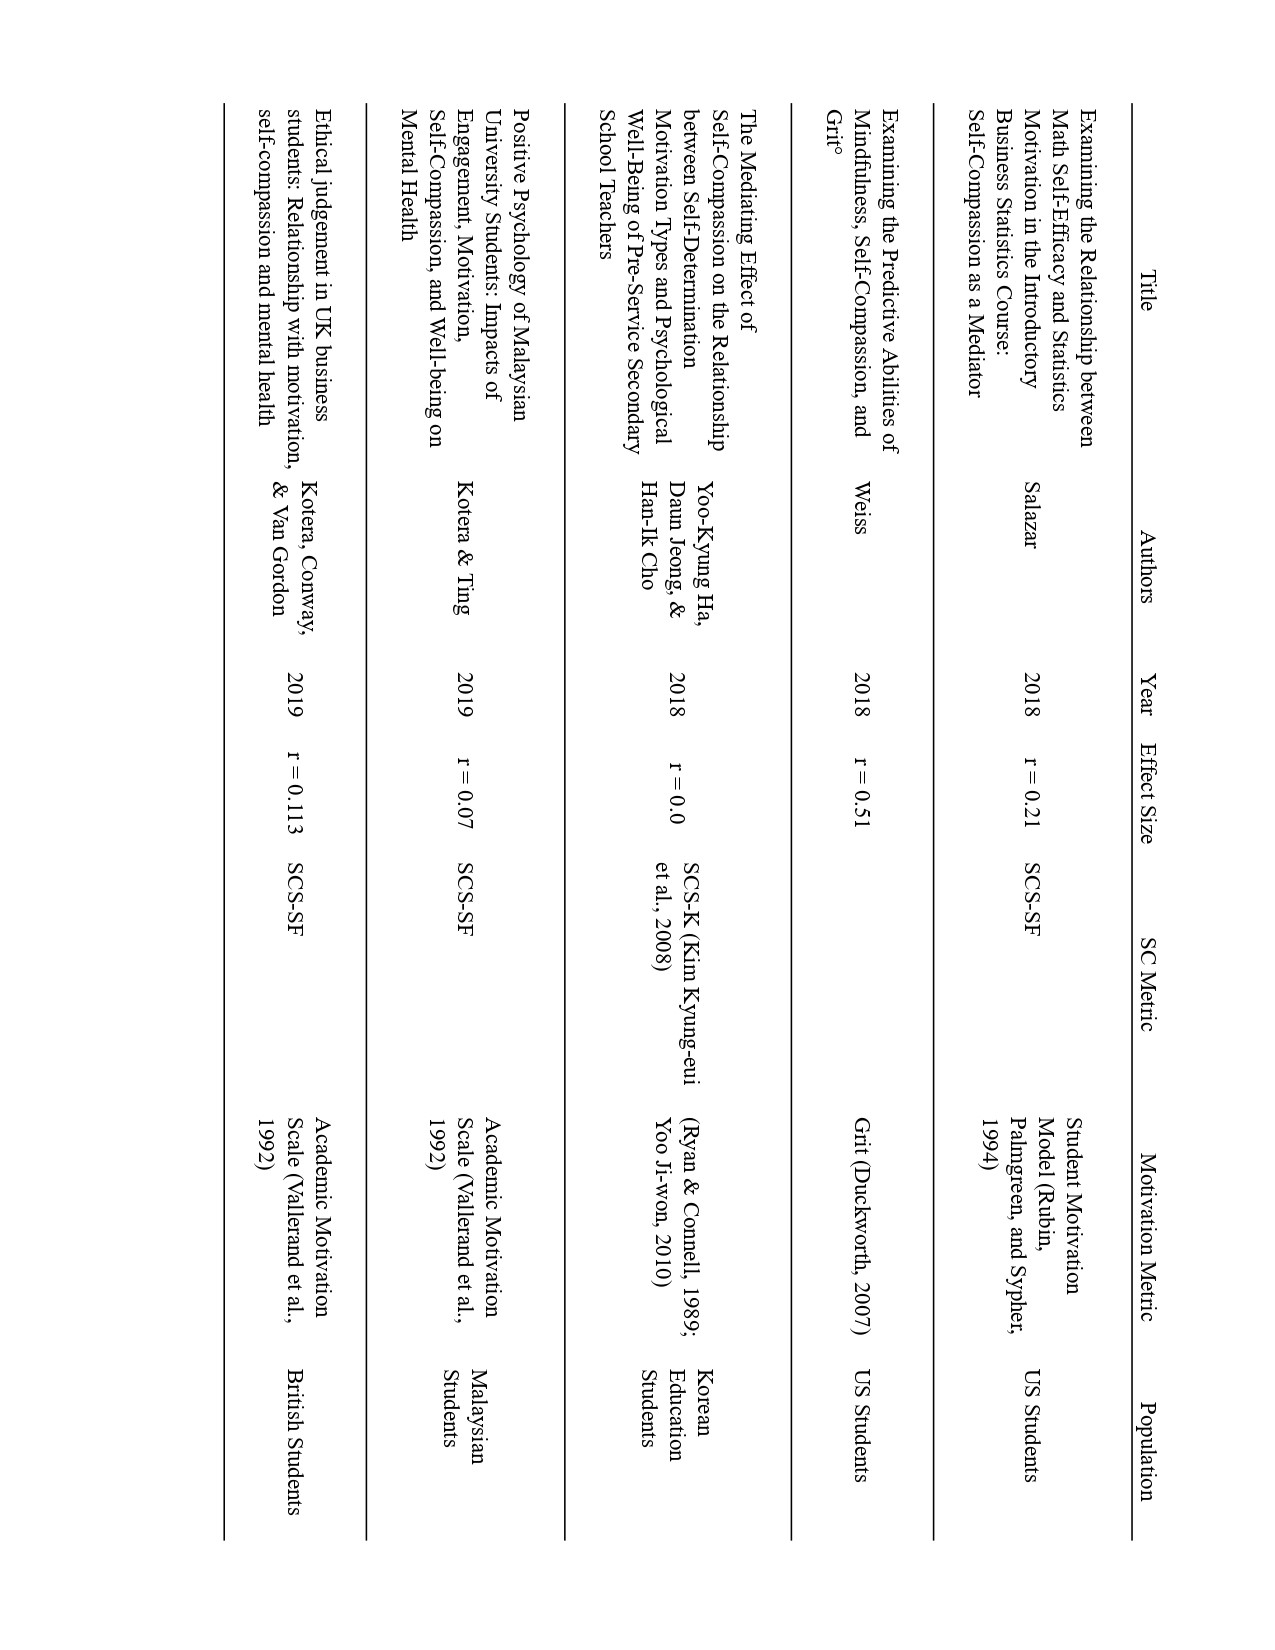 Title Authors Year Effect Size SC Metric Motivation Metric Population
Examining the Relationship between
Math Self-Efficacy and Statistics
Motivation in the Introductory
Business Statistics Course:
Self-Compassion as a Mediator
Salazar
2018
r = 0.21
SCS-SF
Student Motivation
Model (Rubin,
Palmgreen, and Sypher,
1994)
US Students
Examining the Predictive Abilities of
Mindfulness, Self-Compassion, and
Grit°
Weiss
2018
r = 0.51
Grit (Duckworth, 2007)
US Students
The Mediating Effect of
Self-Compassion on the Relationship
between Self-Determination
Motivation Types and Psychological
Well-Being of Pre-Service Secondary
School Teachers
Yoo-Kyung Ha,
Daun Jeong, &
Han-Ik Cho
2018
r = 0.0
SCS-K (Kim Kyung-eui
et al., 2008)
(Ryan & Connell, 1989;
Yoo Ji-won, 2010)
Korean
Education
Students
Positive Psychology of Malaysian
University Students: Impacts of
Engagement, Motivation,
Self-Compassion, and Well-being on
Mental Health
Kotera & Ting
2019
r = 0.07
SCS-SF
Academic Motivation
Scale (Vallerand et al.,
1992)
Malaysian
Students
Ethical judgement in UK business
students: Relationship with motivation,
self-compassion and mental health
Kotera, Conway,
& Van Gordon
2019
r = 0.113
SCS-SF
Academic Motivation
Scale (Vallerand et al.,
1992)
British Students